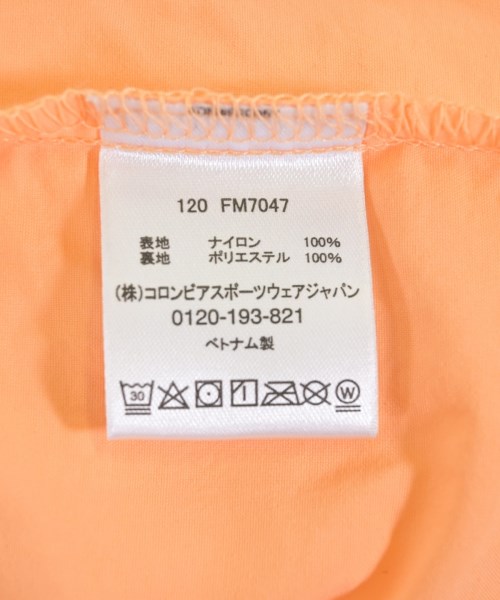 120 FM7047
表地 ナイロン 100%
裏地 ポリエステル 100%
(株)コロンビアスポーツウェアジャパン
0120-193-821
ベトナム製
30 W